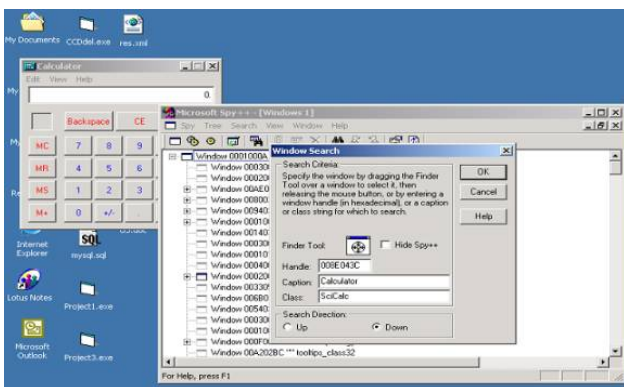 My Documents
CCDdel.exe
res.xml
Calculator
Edit View Help
0.
Backspace CE
MC 7 8 9
MR 4 5 6
MS 1 2 3
M+ 0 +/- .
Internet Explorer
SQL
mysql.sql
Lotus Notes
Project1.exe
Microsoft Outlook
Project3.exe
Microsoft Spy++ - [Windows 1]
Spy Tree Search View Window Help
Window 0001000A
Window 00A202BC "" tooltips_class32
For Help, press F1
Window Search
Search Criteria:
Specify the window by dragging the Finder
Tool over a window to select it, then
releasing the mouse button, or by entering a
window handle (in hexadecimal), or a caption
or class string for which to search.
Finder Tool:
Hide Spy++
Handle: 008E043C
Caption: Calculator
Class: SciCalc
Search Direction:
Up Down
OK
Cancel
Help